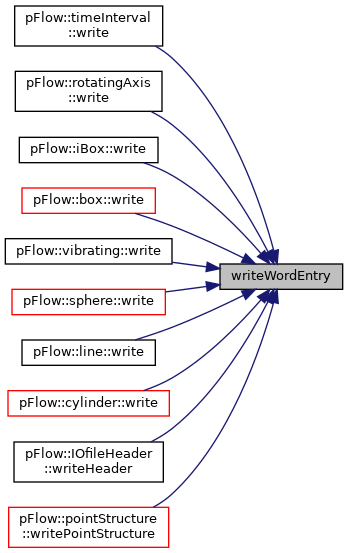 pFlow::timeInterval
::write
pFlow::rotatingAxis
::write
pFlow::iBox::write
pFlow::box::write
pFlow::vibrating::write
writeWordEntry
pFlow::sphere::write
pFlow::line::write
pFlow::cylinder::write
pFlow::IOfileHeader
::writeHeader
pFlow::pointStructure
::writePointStructure